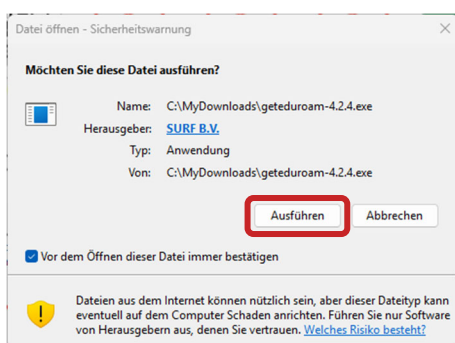 Datei öffnen - Sicherheitswarnung
Möchten Sie diese Datei ausführen?
Name: C:\MyDownloads\geteduroam-4.2.4.exe
Herausgeber: SURF B.V.
Typ: Anwendung
Von: C:\MyDownloads\geteduroam-4.2.4.exe
Ausführen Abbrechen
Vor dem Öffnen dieser Datei immer bestätigen
Dateien aus dem Internet können nützlich sein, aber dieser Dateityp kann
eventuell auf dem Computer Schaden anrichten. Führen Sie nur Software
von Herausgebern aus, denen Sie vertrauen. Welches Risiko besteht?